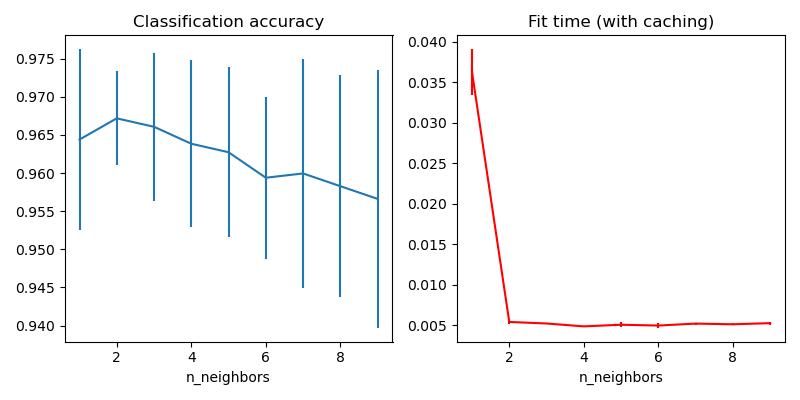 Classification accuracy
0.975
0.970
0.965
0.960
0.955
0.950
0.945
0.940
2 4 6 8
n_neighbors
Fit time (with caching)
0.040
0.035
0.030
0.025
0.020
0.015
0.010
0.005
2 4 6 8
n_neighbors